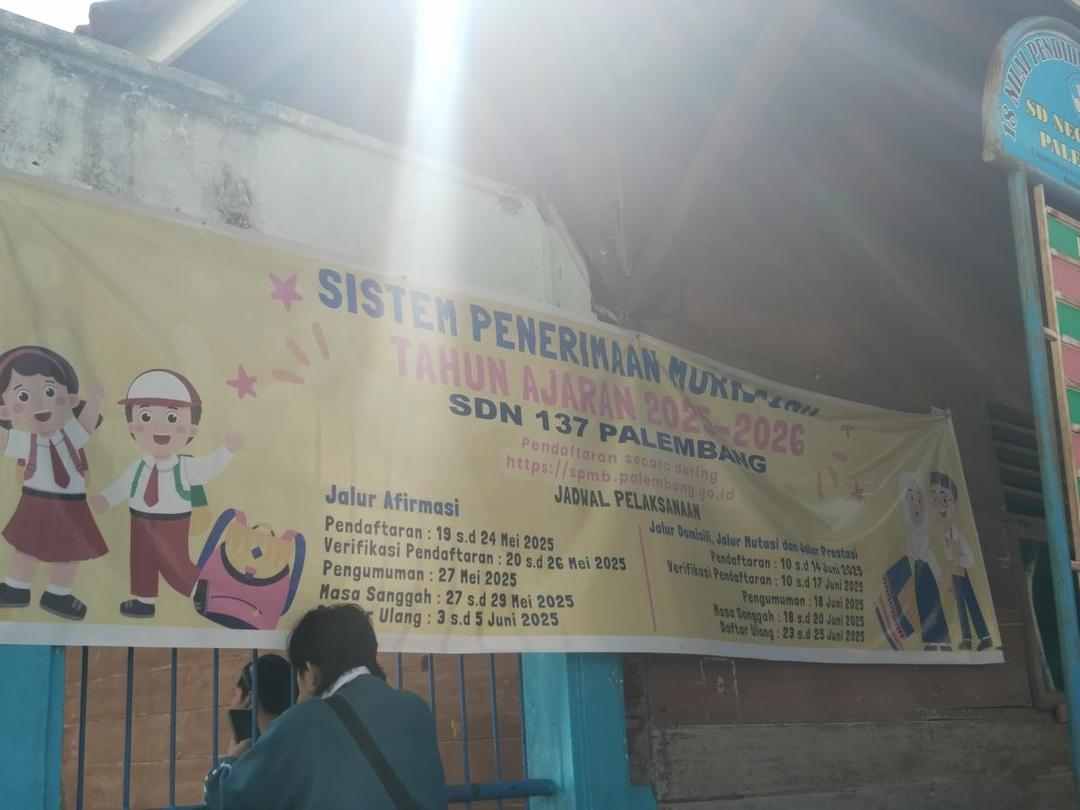 SISTEM PENERIMAAN
TAHUN AJARAN 2025-2026
SDN 137 PALEMBANG
Pendaftaran secara daring
https://spmb.palembang.go.id
JADWAL PELAKSANAAN
Jalur Afirmasi
Pendaftaran : 19 s.d 24 Mei 2025
Verifikasi Pendaftaran : 20 s.d 26 Mei 2025
Pengumuman : 27 Mei 2025
Masa Sanggah : 27 s.d 29 Mei 2025
Ulang : 3 s.d 5 Juni 2025
Jalur Domisili, Jalur Mutasi dan Jalur Prestasi
Pendaftaran : 10 s.d 14 Juni 2025
Verifikasi Pendaftaran : 10 s.d 17 Juni 2025
Pengumuman : 18 Juni 2025
Masa Sanggah : 18 s.d 20 Juni 2025
Daftar Ulang : 23 s.d 25 Juni 2025
18 NILAI
SD